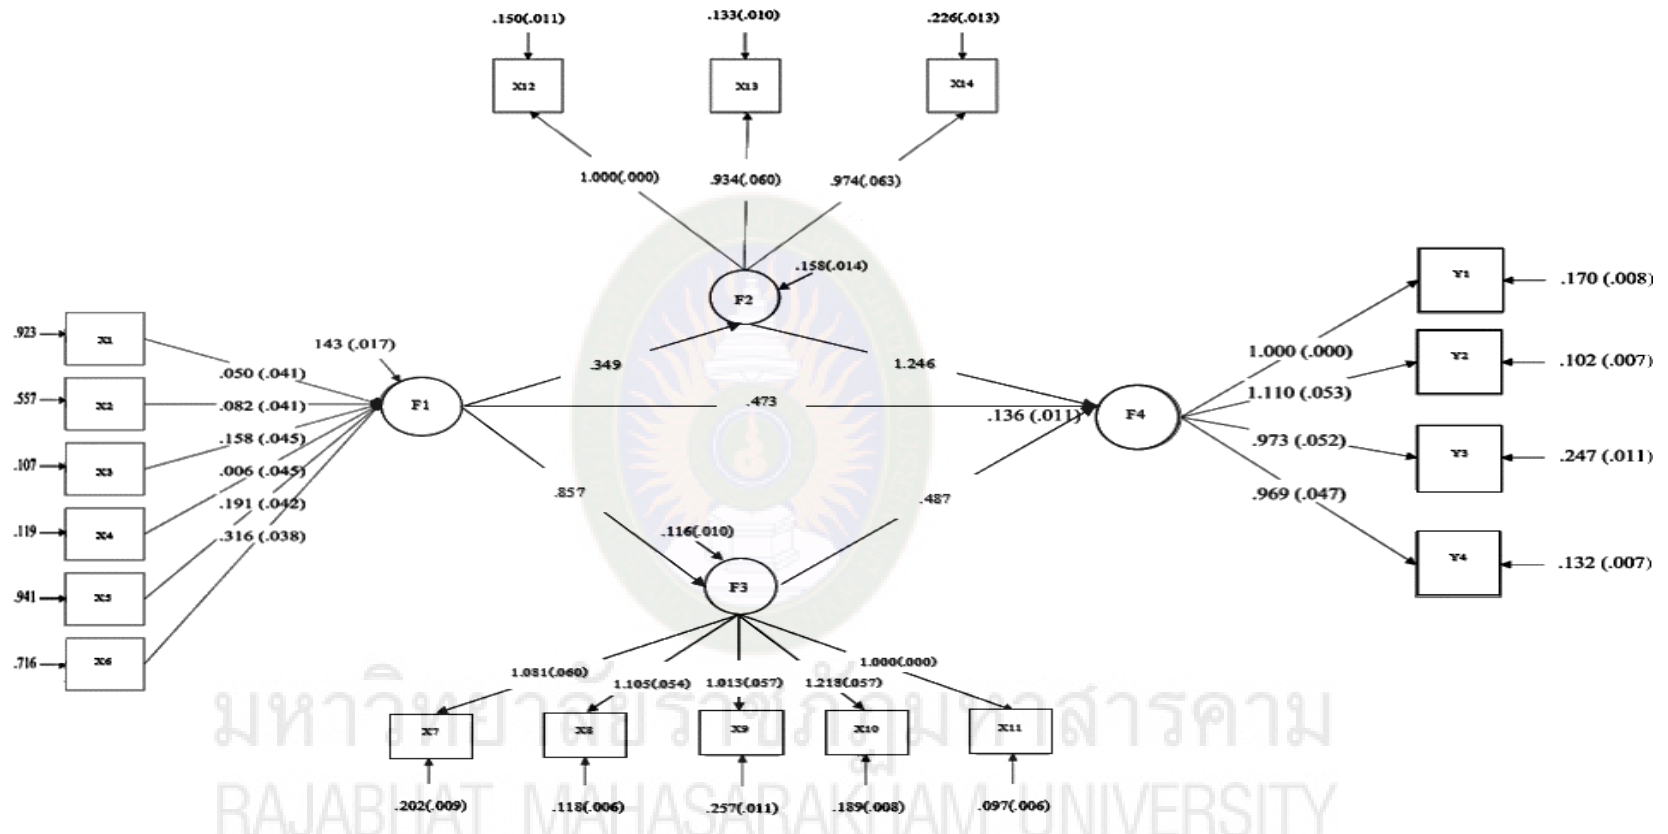 .150(.011) .133(.010) .226(.013)
X12 X13 X14
1.000(.000) .934(.060) .974(.063)
.158(.014)
F2
Y1 .170 (.008)
.923 X1
143 (.017)
.050 (.041)
.349 1.246
1.000 (.000)
Y2 .102 (.007)
.557 X2 .082 (.041)
F1
.473
.136 (.011)
F4
1.110 (.053)
.158 (.045)
.973 (.052)
Y3 .247 (.011)
.107 X3 .006 (.045)
.857 .487
.969 (.047)
.191 (.042)
.119 X4 .316 (.038)
.116(.010)
Y4 .132 (.007)
.941 X5
F3
.716 X6
1.081(.060) 1.105(.054) 1.013(.057) 1.218(.057) 1.000(.000)
มหาวิทยาลัยราชภัฏมหาสารคาม
X7 X8 X9 X10 X11
.202(.009) .118(.006) .257(.011) .189(.008) .097(.006)
RAJABHAT MAHASARAKHAM UNIVERSITY